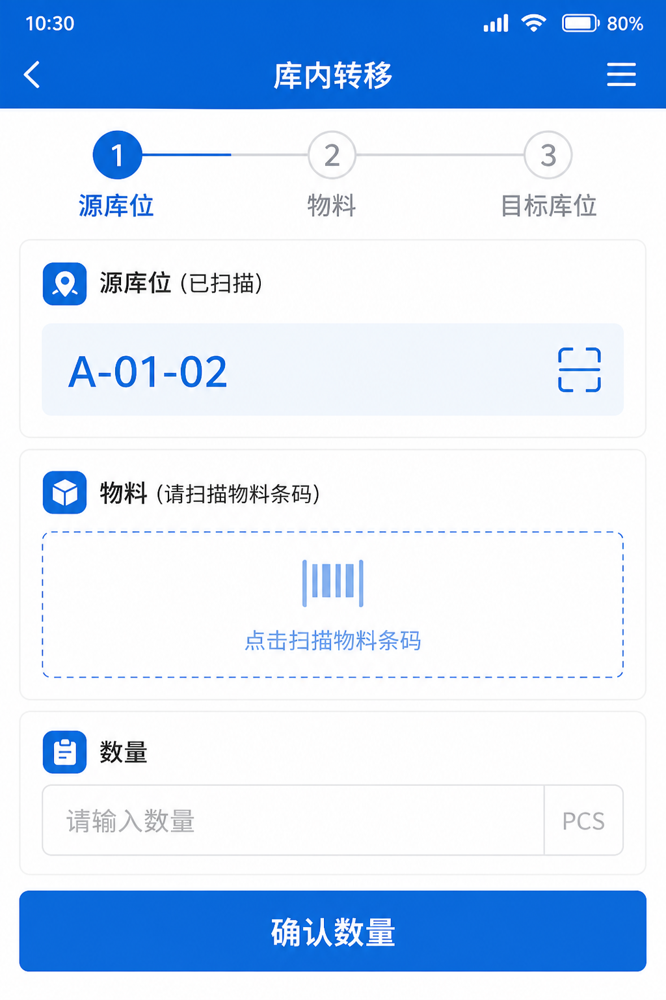 10:30 80%
库内转移
1 2 3
源库位 物料 目标库位
源库位 (已扫描)
A-01-02
物料 (请扫描物料条码)
点击扫描物料条码
数量
请输入数量 PCS
确认数量